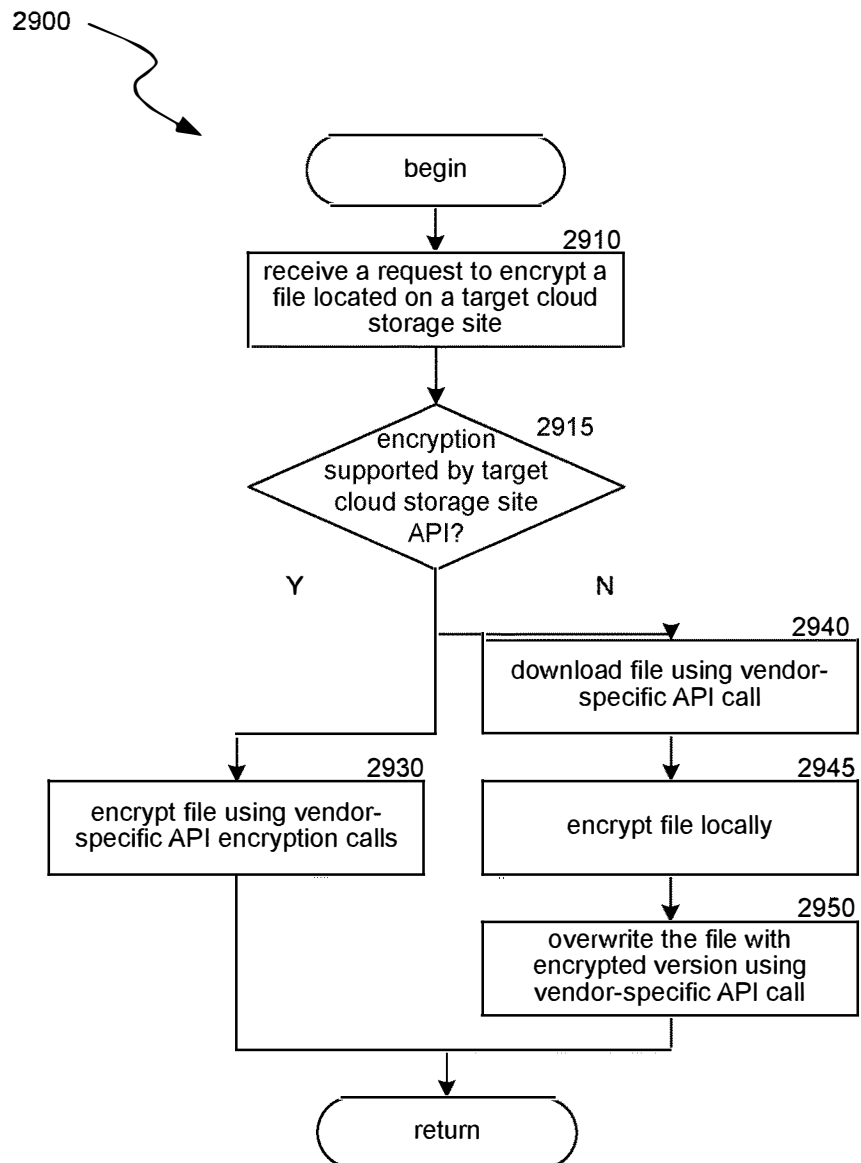 2900
begin
2910
receive a request to encrypt a
file located on a target cloud
storage site
2915
encryption
supported by target
cloud storage site
API?
Y
N
2940
download file using vendor-
specific API call
2930
encrypt file using vendor-
specific API encryption calls
2945
encrypt file locally
2950
overwrite the file with
encrypted version using
vendor-specific API call
return